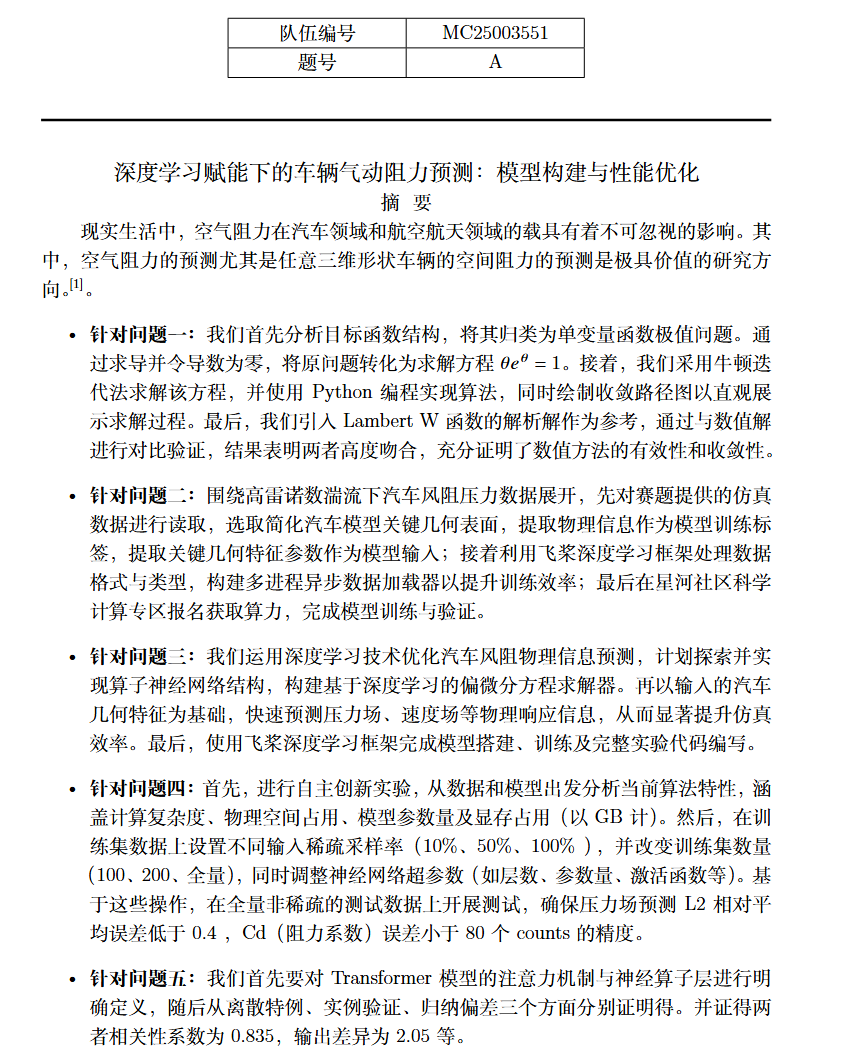 队伍编号 MC25003551
题号 A
深度学习赋能下的车辆气动阻力预测：模型构建与性能优化
摘 要
现实生活中，空气阻力在汽车领域和航空航天领域的载具有着不可忽视的影响。其
中，空气阻力的预测尤其是任意三维形状车辆的空间阻力的预测是极具价值的研究方
向。[1]。
• 针对问题一：我们首先分析目标函数结构，将其归类为单变量函数极值问题。通
过求导并令导数为零，将原问题转化为求解方程 θe^θ = 1。接着，我们采用牛顿迭
代法求解该方程，并使用 Python 编程实现算法，同时绘制收敛路径图以直观展
示求解过程。最后，我们引入 Lambert W 函数的解析解作为参考，通过与数值解
进行对比验证，结果表明两者高度吻合，充分证明了数值方法的有效性和收敛性。
• 针对问题二：围绕高雷诺数湍流下汽车风阻压力数据展开，先对赛题提供的仿真
数据进行读取，选取简化汽车模型关键几何表面，提取物理信息作为模型训练标
签，提取关键几何特征参数作为模型输入；接着利用飞桨深度学习框架处理数据
格式与类型，构建多进程异步数据加载器以提升训练效率；最后在星河社区科学
计算专区报名获取算力，完成模型训练与验证。
• 针对问题三：我们运用深度学习技术优化汽车风阻物理信息预测，计划探索并实
现算子神经网络结构，构建基于深度学习的偏微分方程求解器。再以输入的汽车
几何特征为基础，快速预测压力场、速度场等物理响应信息，从而显著提升仿真
效率。最后，使用飞桨深度学习框架完成模型搭建、训练及完整实验代码编写。
• 针对问题四：首先，进行自主创新实验，从数据和模型出发分析当前算法特性，涵
盖计算复杂度、物理空间占用、模型参数量及显存占用（以 GB 计）。然后，在训
练集数据上设置不同输入稀疏采样率（10%、50%、100% ），并改变训练集数量
（100、200、全量），同时调整神经网络超参数（如层数、参数量、激活函数等）。基
于这些操作，在全量非稀疏的测试数据上开展测试，确保压力场预测 L2 相对平
均误差低于 0.4 ，Cd（阻力系数）误差小于 80 个 counts 的精度。
• 针对问题五：我们首先要对 Transformer 模型的注意力机制与神经算子层进行明
确定义，随后从离散特例、实例验证、归纳偏差三个方面分别证明得。并证得两
者相关性系数为 0.835，输出差异为 2.05 等。